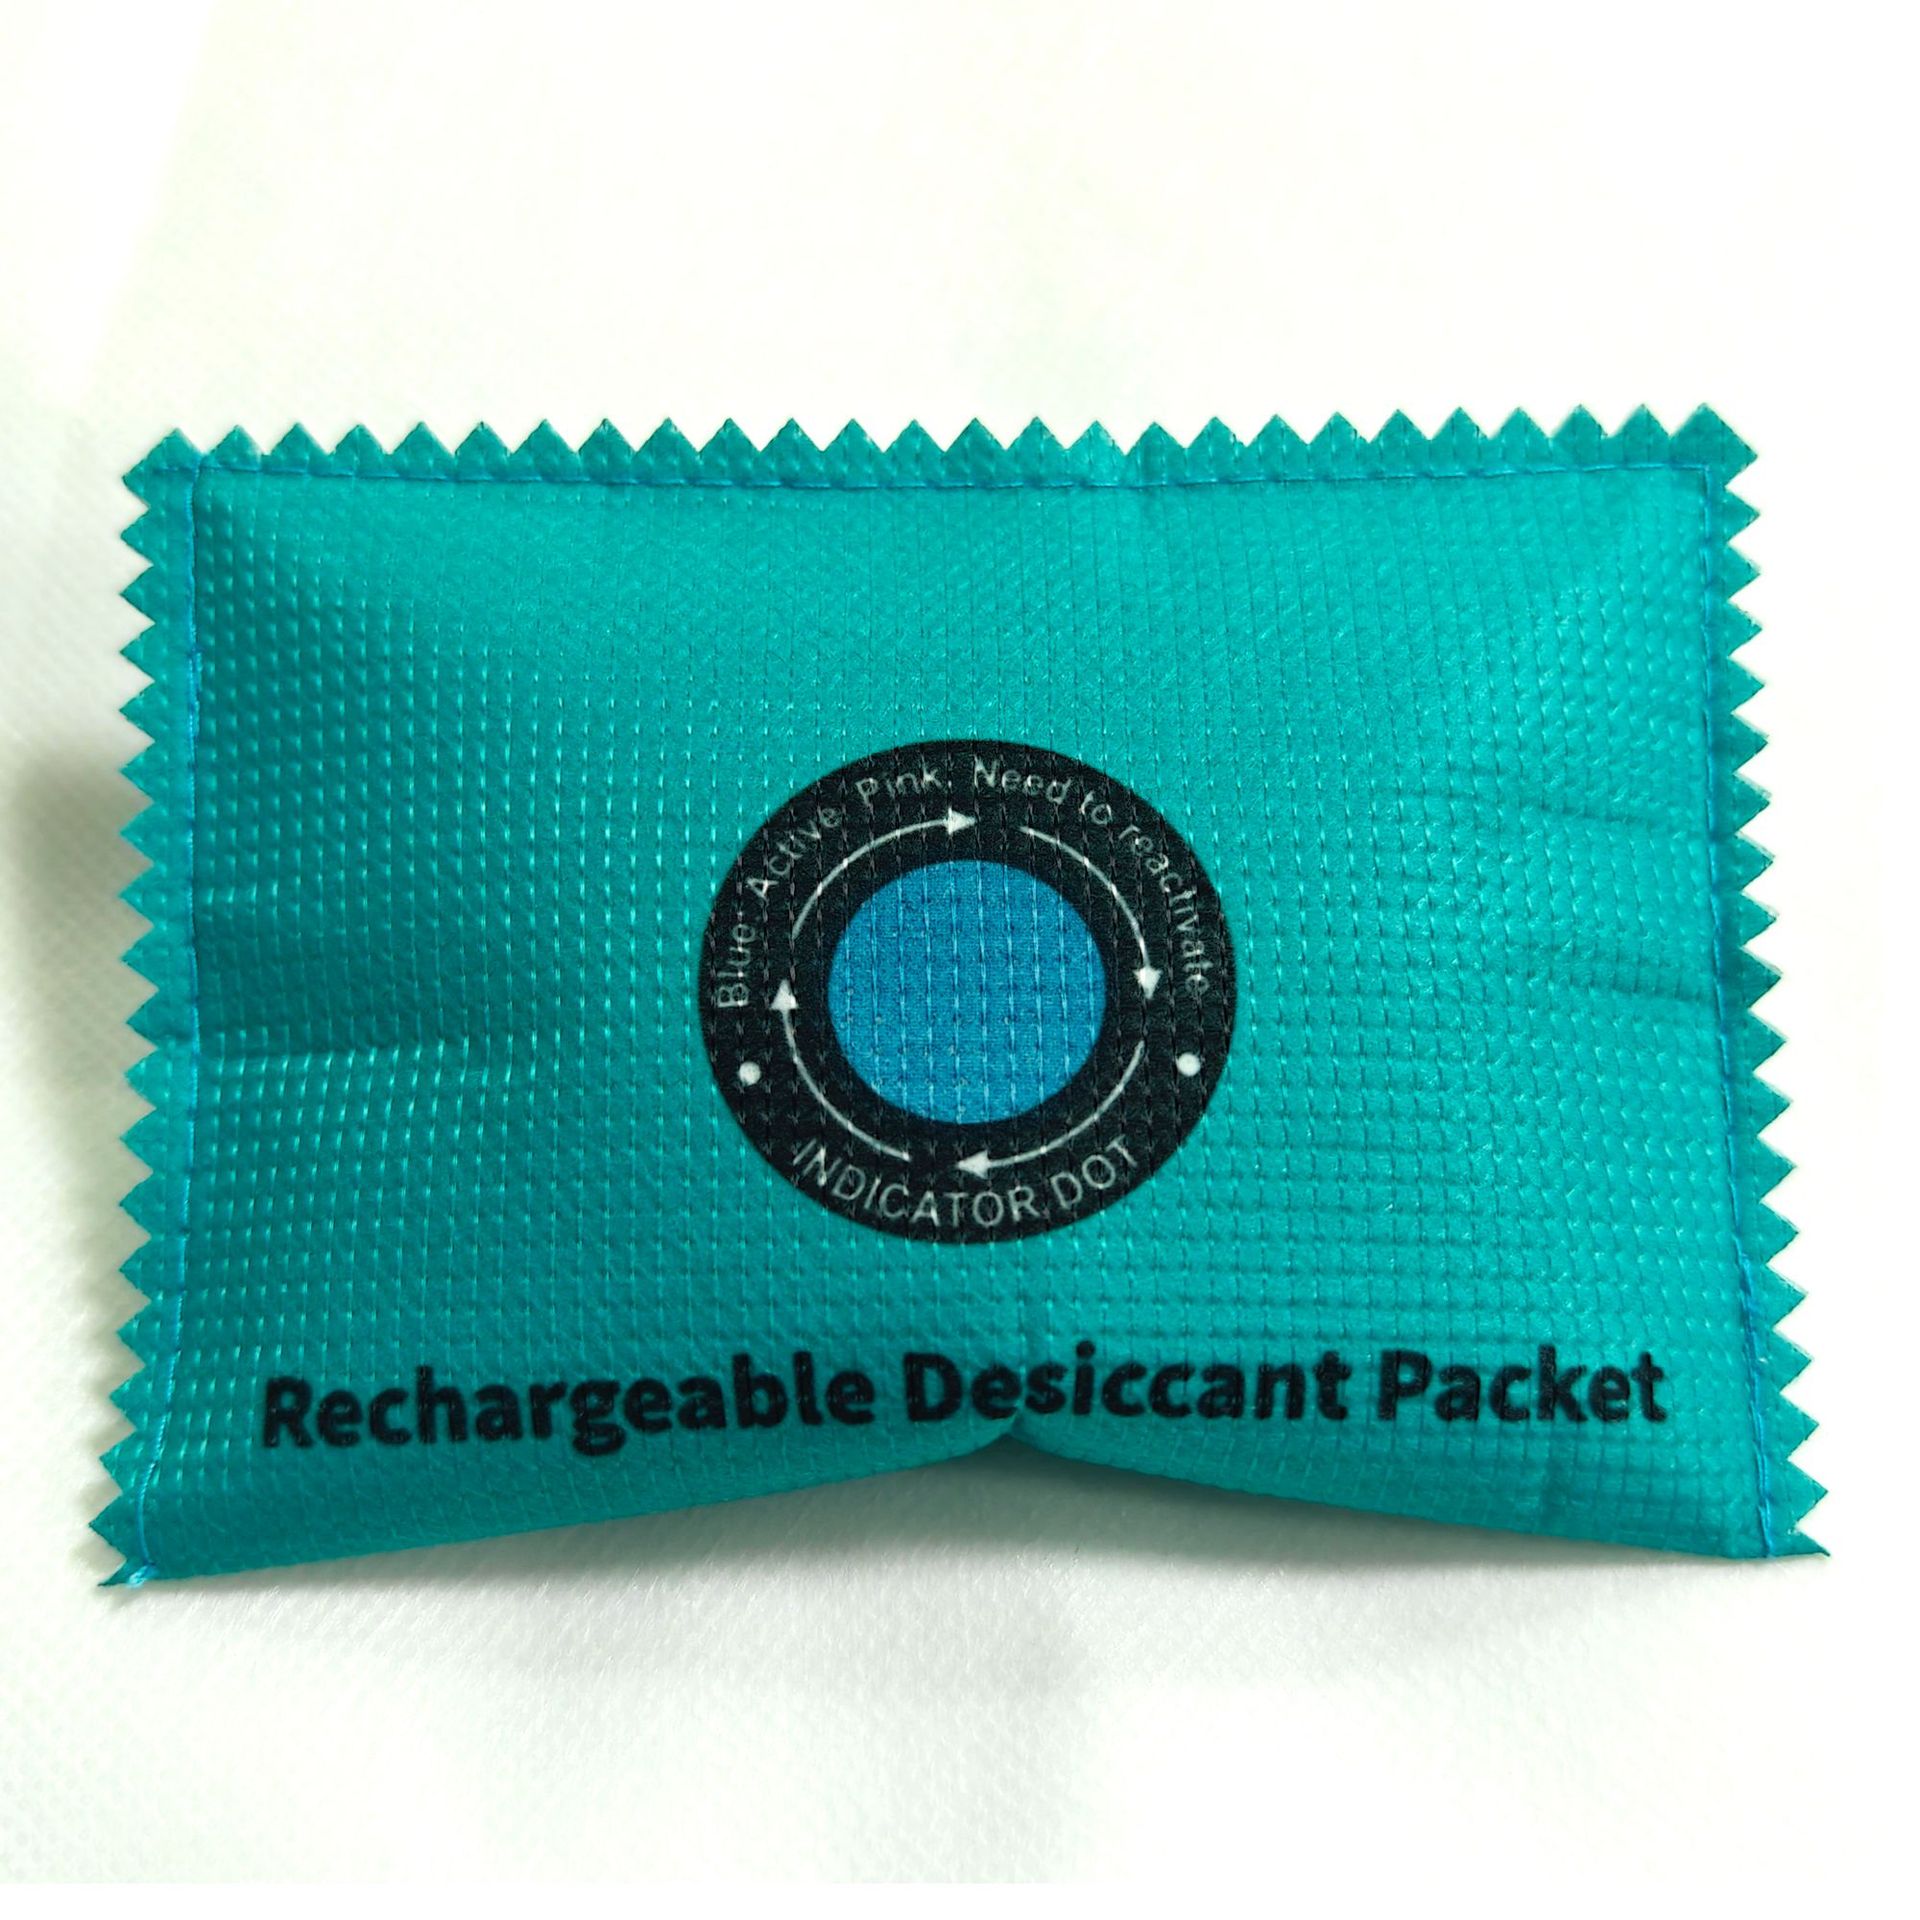 Blue: Active Pink: Need to reactivate
INDICATOR DOT
Rechargeable Desiccant Packet